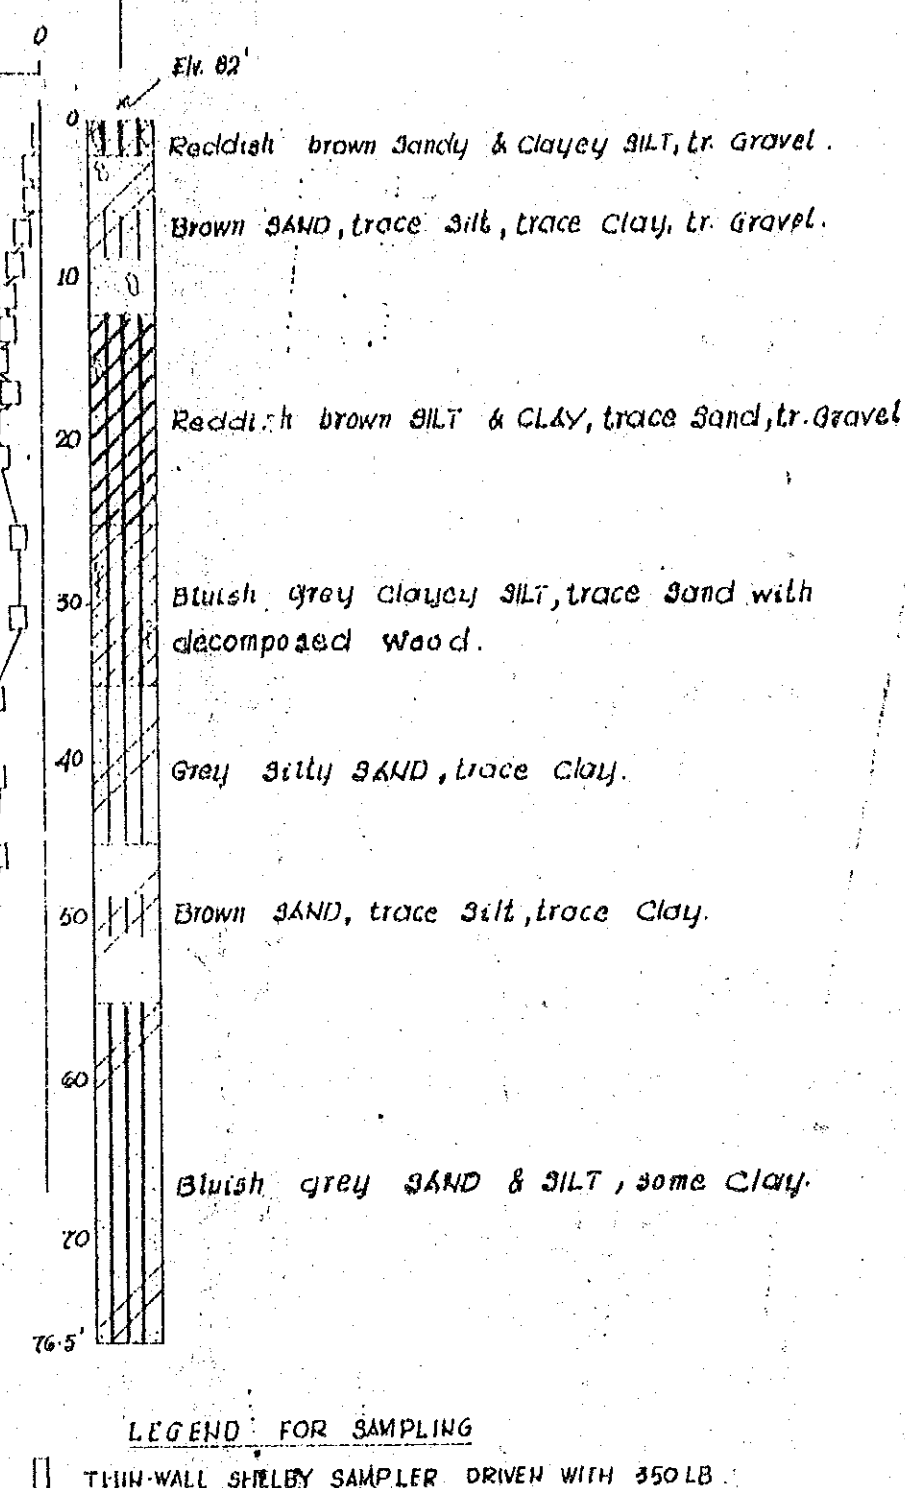 0
Elv. 82'
0
Reddish brown Sandy & Clayey SILT, tr. Gravel.
Brown SAND, trace Silt, trace Clay, tr. Gravel.
10
Reddish brown SILT & CLAY, trace Sand, tr. Gravel
20
30
Bluish grey Clayey SILT, trace Sand with
decomposed Wood.
40
Grey Silty SAND, trace Clay.
50
Brown SAND, trace Silt, trace Clay.
60
Bluish grey SAND & SILT, some Clay.
70
76.5'
LEGEND FOR SAMPLING
THIN-WALL SHELBY SAMPLER DRIVEN WITH 350 LB.